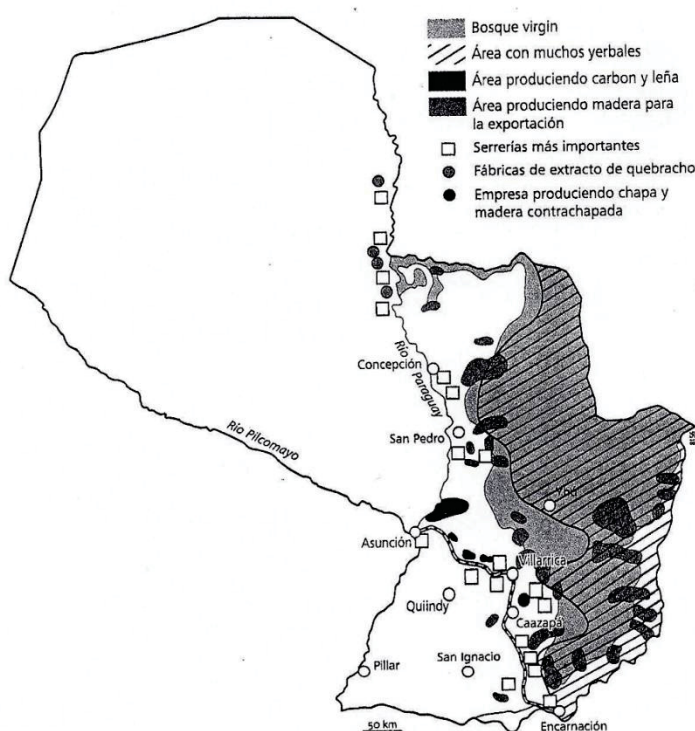 Bosque virgin
Área con muchos yerbales
Área produciendo carbon y leña
Área produciendo madera para
la exportación
Serrerías más importantes
Fábricas de extracto de quebracho
Empresa produciendo chapa y
madera contrachapada
Concepción
Río Paraguay
San Pedro
Río Pilcomayo
8156
Yhú
Asunción
Villarrica
Quiindy
Caazapá
Pillar
San Ignacio
50 km
Encarnación